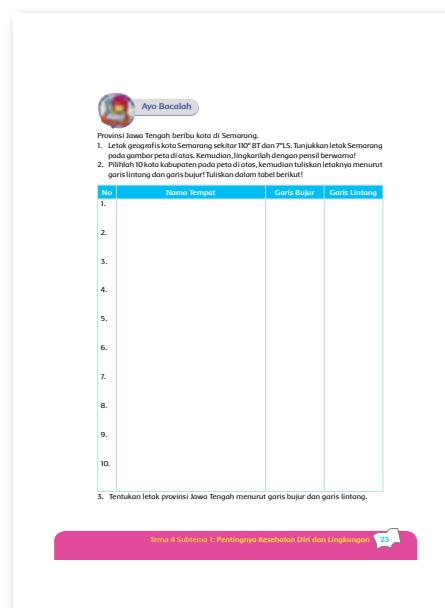 Ayo Bacalah
Provinsi Jawa Tengah beribu kota di Semarang.
1. Letak geografis kota Semarang sekitar 110° BT dan 7°LS. Tunjukkan letak Semarang
pada gambar peta di atas. Kemudian, lingkarilah dengan pensil berwarna!
2. Pilihlah 10 kota kabupaten pada peta di atas, kemudian tuliskan letaknya menurut
garis lintang dan garis bujur! Tuliskan dalam tabel berikut!
No Nama Tempat Garis Bujur Garis Lintang
1.
2.
3.
4.
5.
6.
7.
8.
9.
10.
3. Tentukan letak provinsi Jawa Tengah menurut garis bujur dan garis lintang.
Tema 4 Subtema 1: Pentingnya Kesehatan Diri dan Lingkungan 23